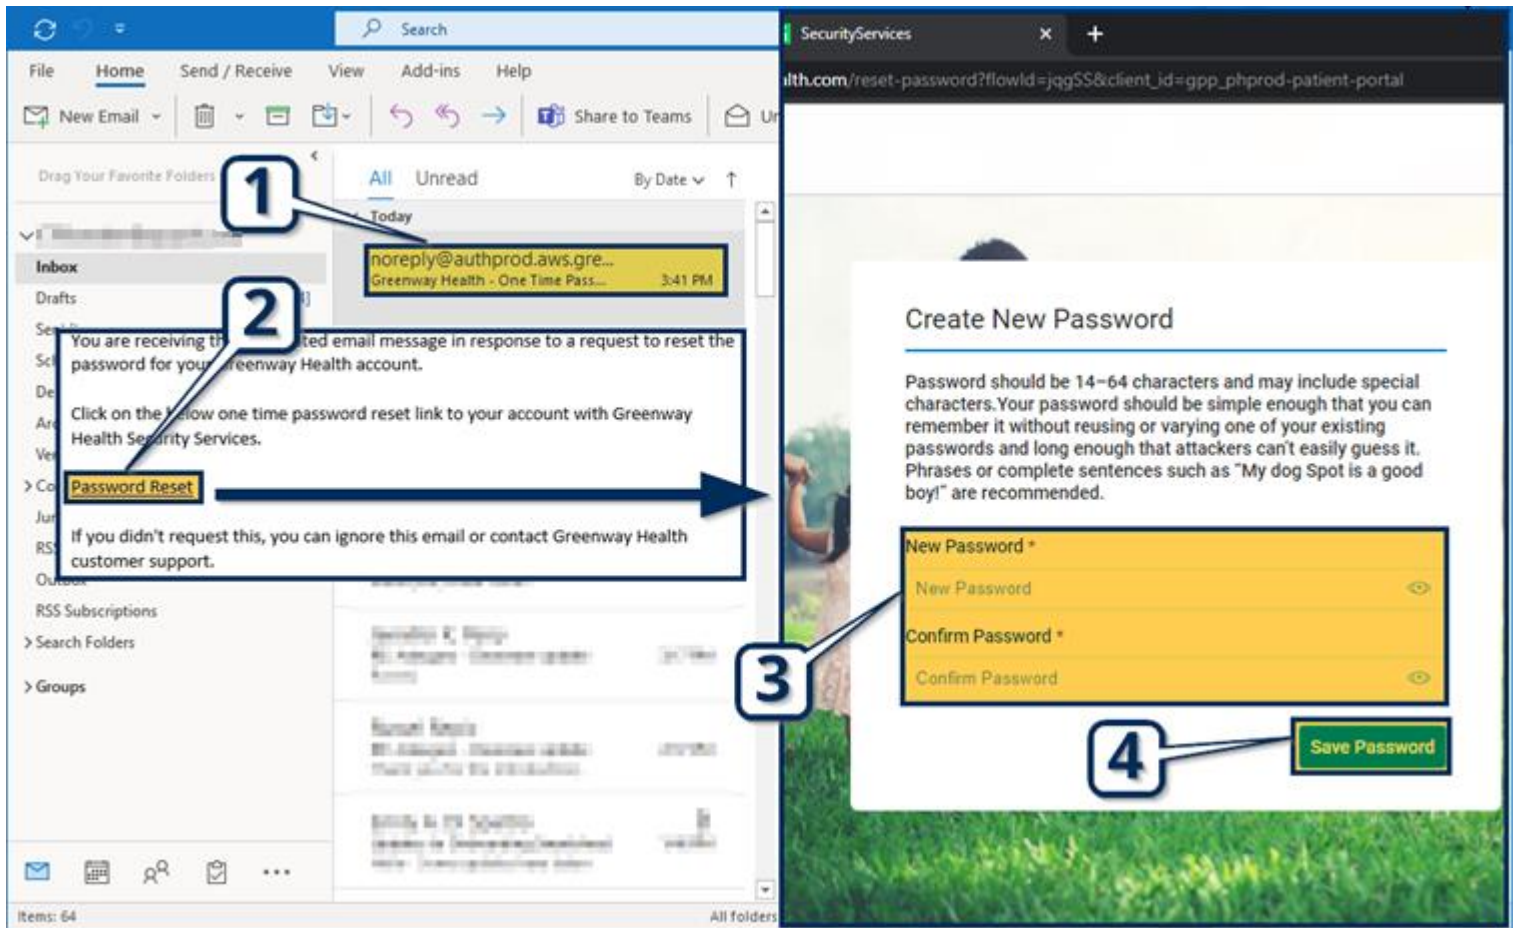 Search
File Home Send / Receive View Add-ins Help
New Email Share to Teams
Drag Your Favorite Folders
1
All Unread By Date
Today
Inbox
noreply@authprod.aws.gre...
Greenway Health - One Time Pass... 3:41 PM
Drafts
2
You are receiving email message in response to a request to reset the
password for your Greenway Health account.
Click on the below one time password reset link to your account with Greenway
Health Security Services.
Password Reset
If you didn't request this, you can ignore this email or contact Greenway Health
customer support.
Outbox
RSS Subscriptions
Search Folders
Groups
Items: 64
All folders
SecurityServices
lth.com/reset-password?flowId=jqgSS&client_id=gpp_phprod-patient-portal
Create New Password
Password should be 14–64 characters and may include special
characters.Your password should be simple enough that you can
remember it without reusing or varying one of your existing
passwords and long enough that attackers can't easily guess it.
Phrases or complete sentences such as "My dog Spot is a good
boy!" are recommended.
New Password *
New Password
Confirm Password *
3
Confirm Password
4
Save Password